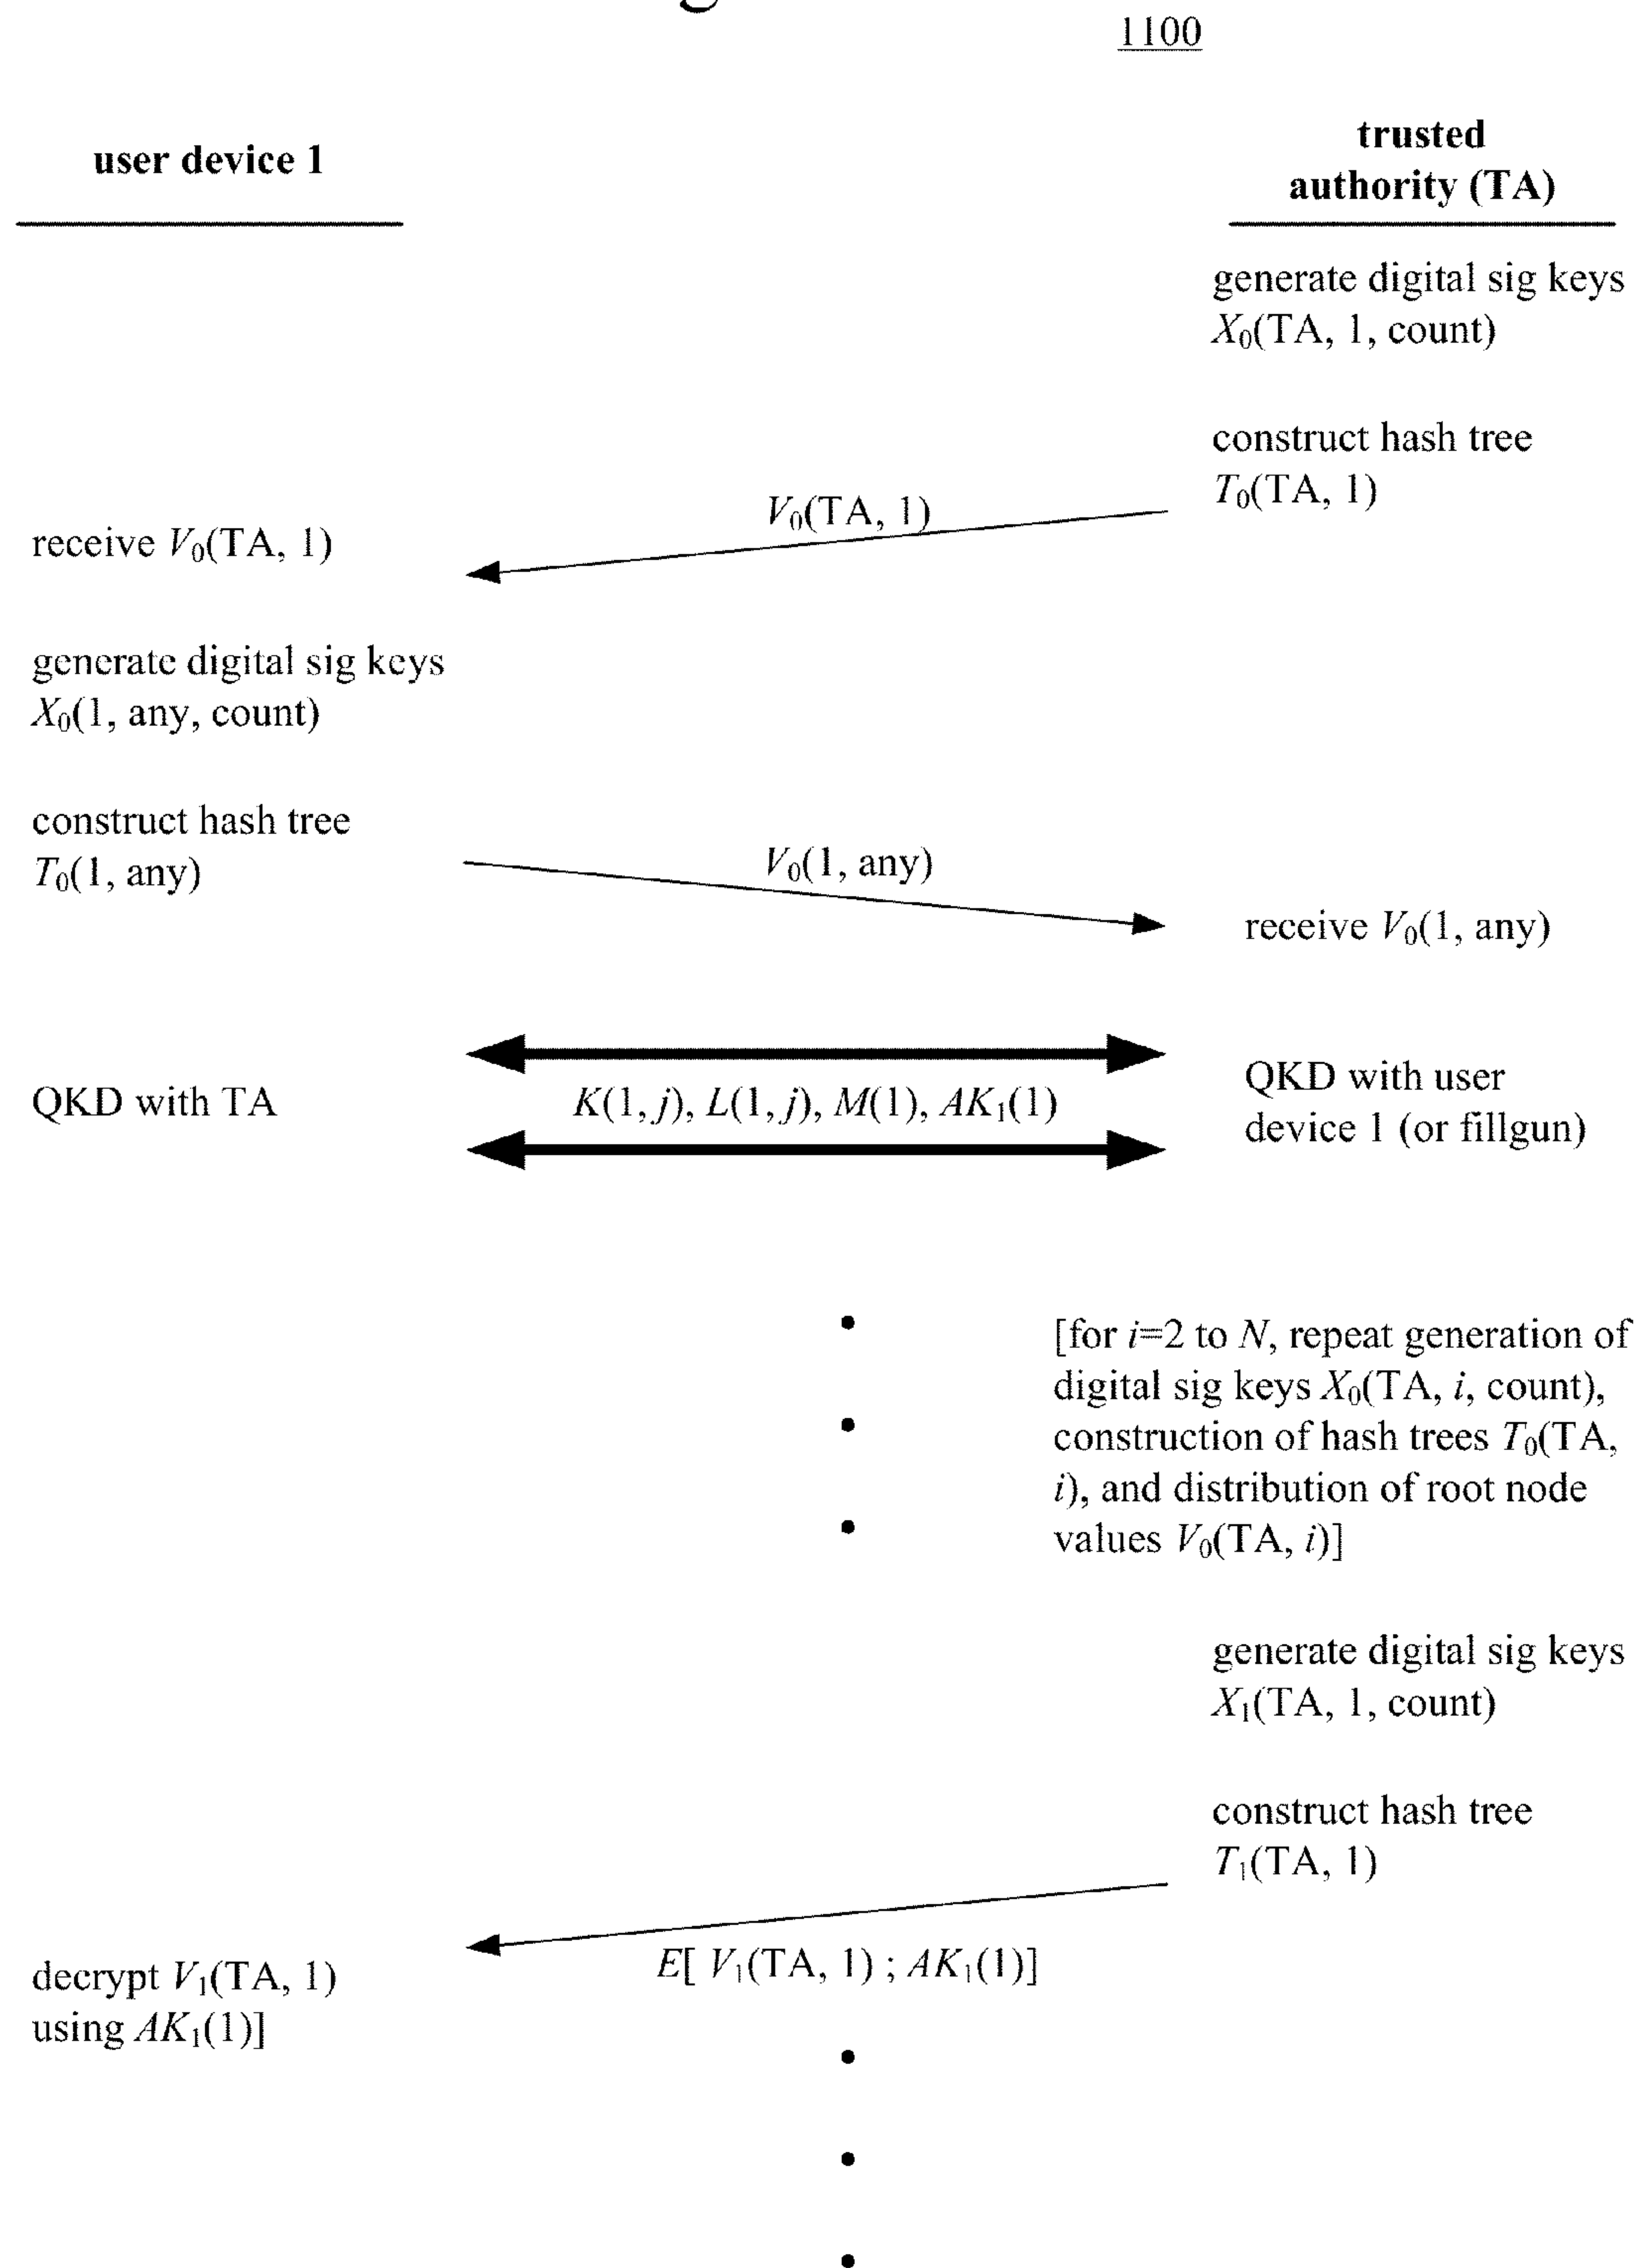 1100
user device 1
trusted
authority (TA)
generate digital sig keys
X₀(TA, 1, count)
construct hash tree
T₀(TA, 1)
V₀(TA, 1)
receive V₀(TA, 1)
generate digital sig keys
X₀(1, any, count)
construct hash tree
T₀(1, any)
V₀(1, any)
receive V₀(1, any)
QKD with TA
K(1, j), L(1, j), M(1), AK₁(1)
QKD with user
device 1 (or fillgun)
[for i=2 to N, repeat generation of
digital sig keys X₀(TA, i, count),
construction of hash trees T₀(TA,
i), and distribution of root node
values V₀(TA, i)]
generate digital sig keys
X₁(TA, 1, count)
construct hash tree
T₁(TA, 1)
E[ V₁(TA, 1) ; AK₁(1)]
decrypt V₁(TA, 1)
using AK₁(1)]